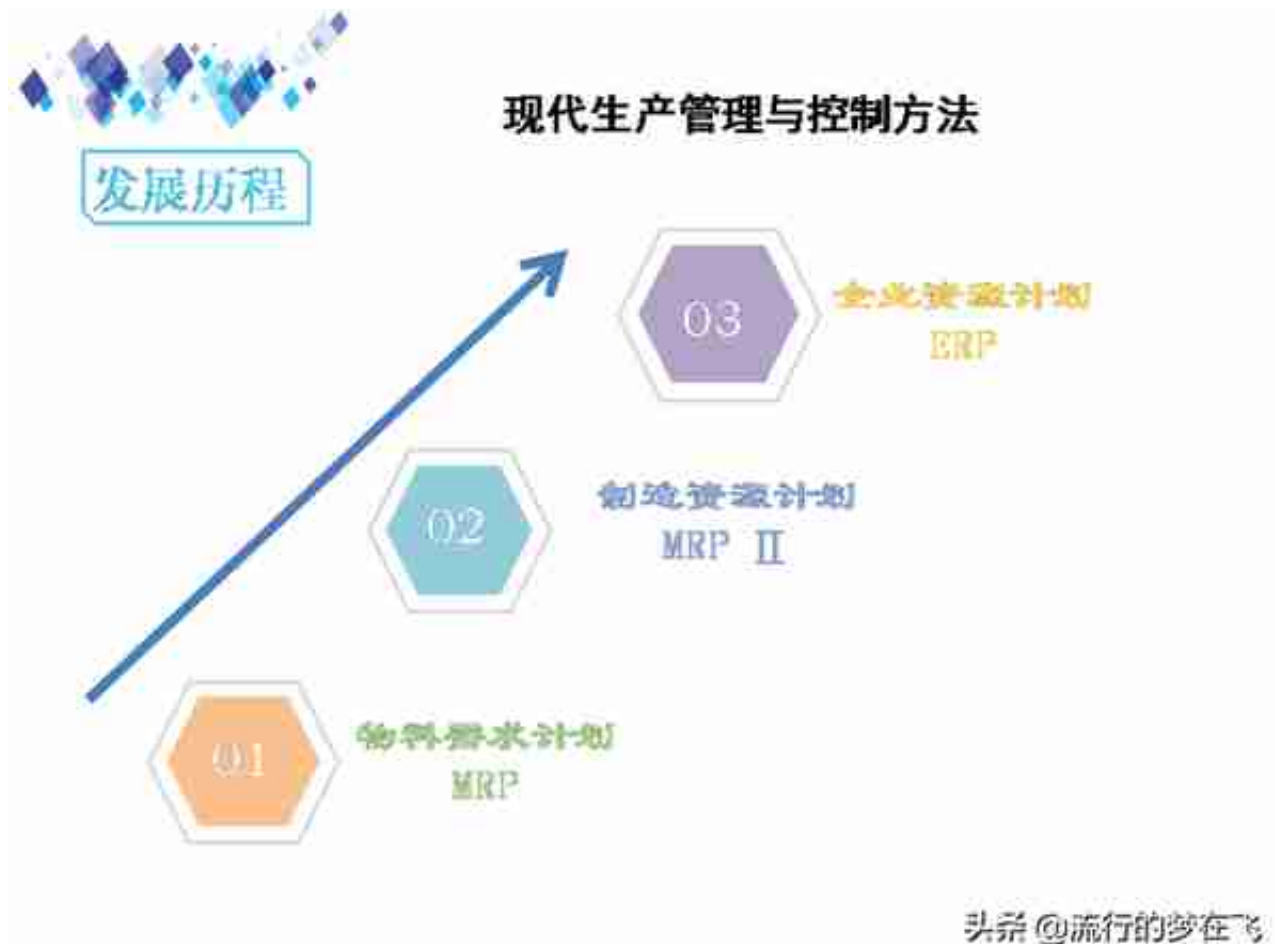 现代生产管理与控制方法
发展历程
03
企业资源计划
ERP
02
制造资源计划
MRP Ⅱ
01
物料需求计划
MRP
头条 @流行的梦在飞